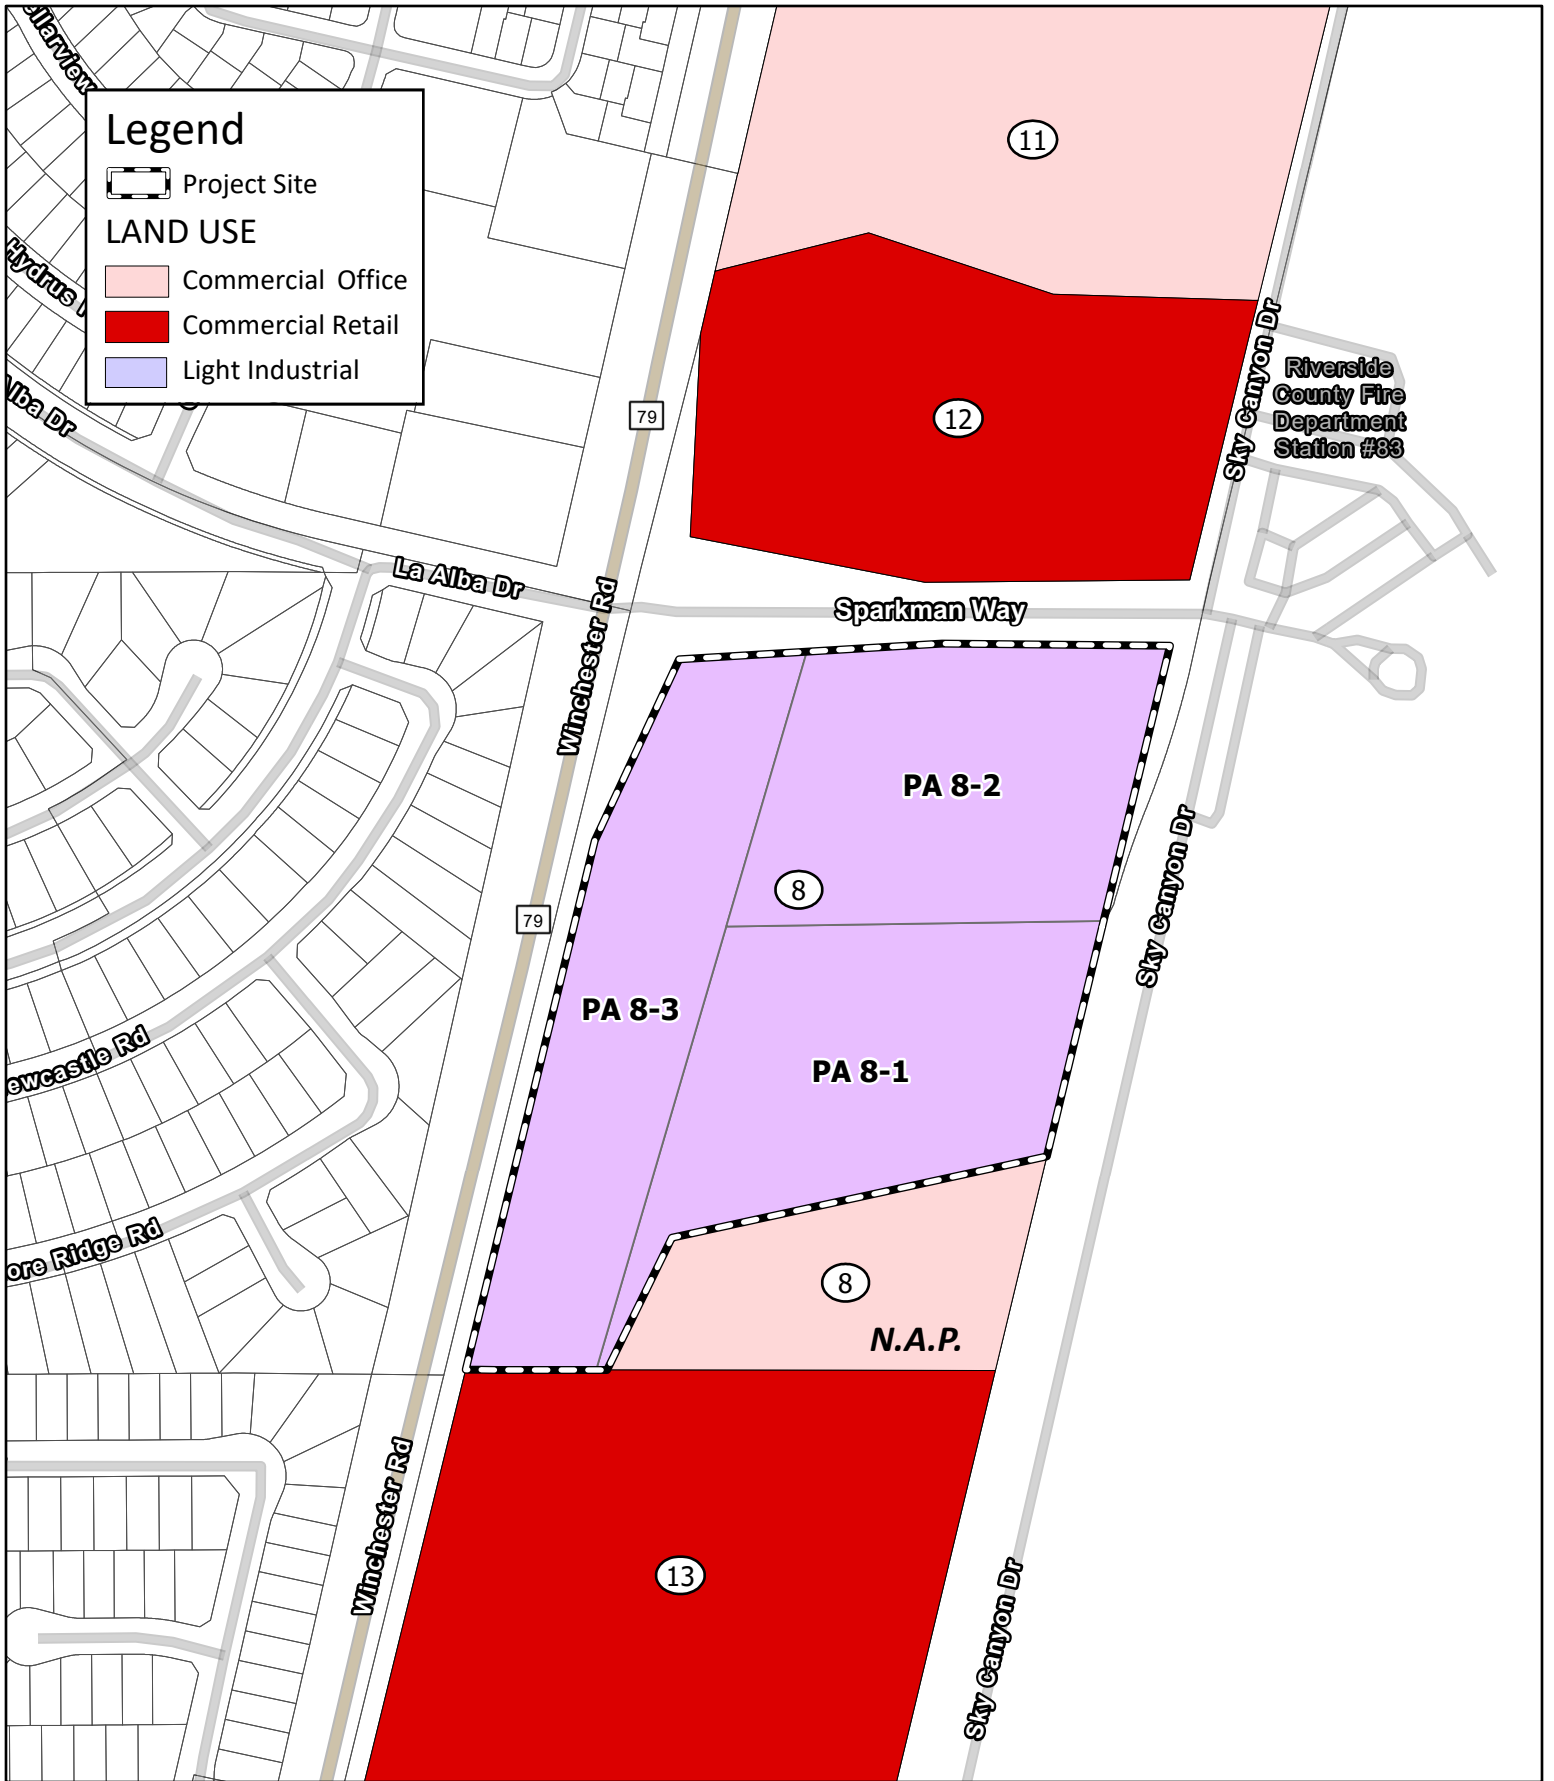 ellarview
Legend
Project Site
LAND USE
Commercial Office
Commercial Retail
Light Industrial
11
Hydrus
Alba Dr
79
12
Sky Canyon Dr
Riverside
County Fire
Department
Station #83
La Alba Dr
Winchester Rd
Sparkman Way
PA 8-2
8
79
Sky Canyon Dr
PA 8-3
PA 8-1
ewcastle Rd
ore Ridge Rd
8
N.A.P.
Winchester Rd
13
Sky Canyon Dr